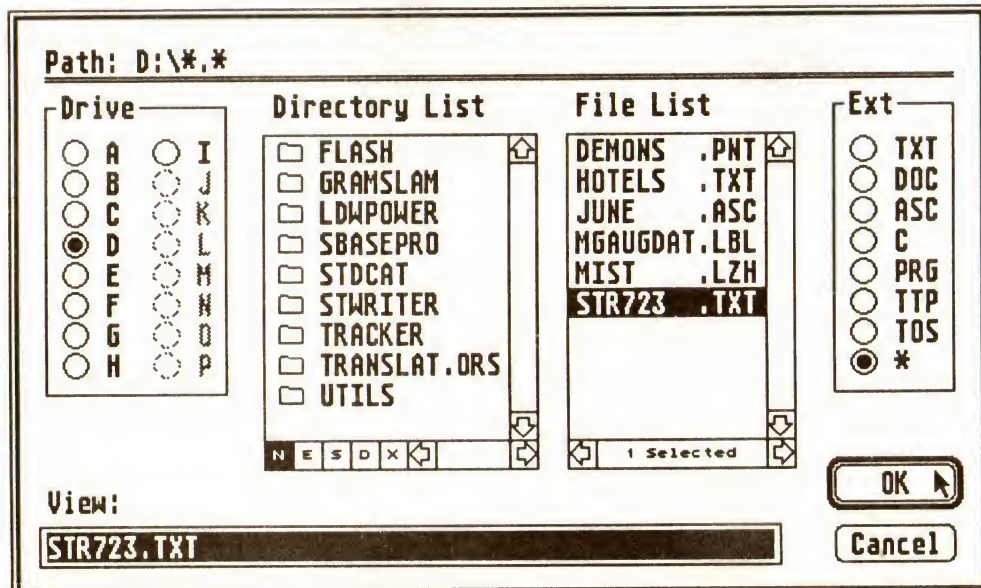 Path: D:\*.*
Drive
A I
B J
C K
D L
E M
F N
G O
H P
Directory List
FLASH
GRAMSLAM
LDWPOWER
SBASEPRO
STDCAT
STWRITER
TRACKER
TRANSLAT.ORS
UTILS
N E S D X
File List
DEMONS .PNT
HOTELS .TXT
JUNE .ASC
MGAUGDAT.LBL
MIST .LZH
STR723 .TXT
1 Selected
Ext
TXT
DOC
ASC
C
PRG
TTP
TOS
*
View:
STR723.TXT
OK
Cancel